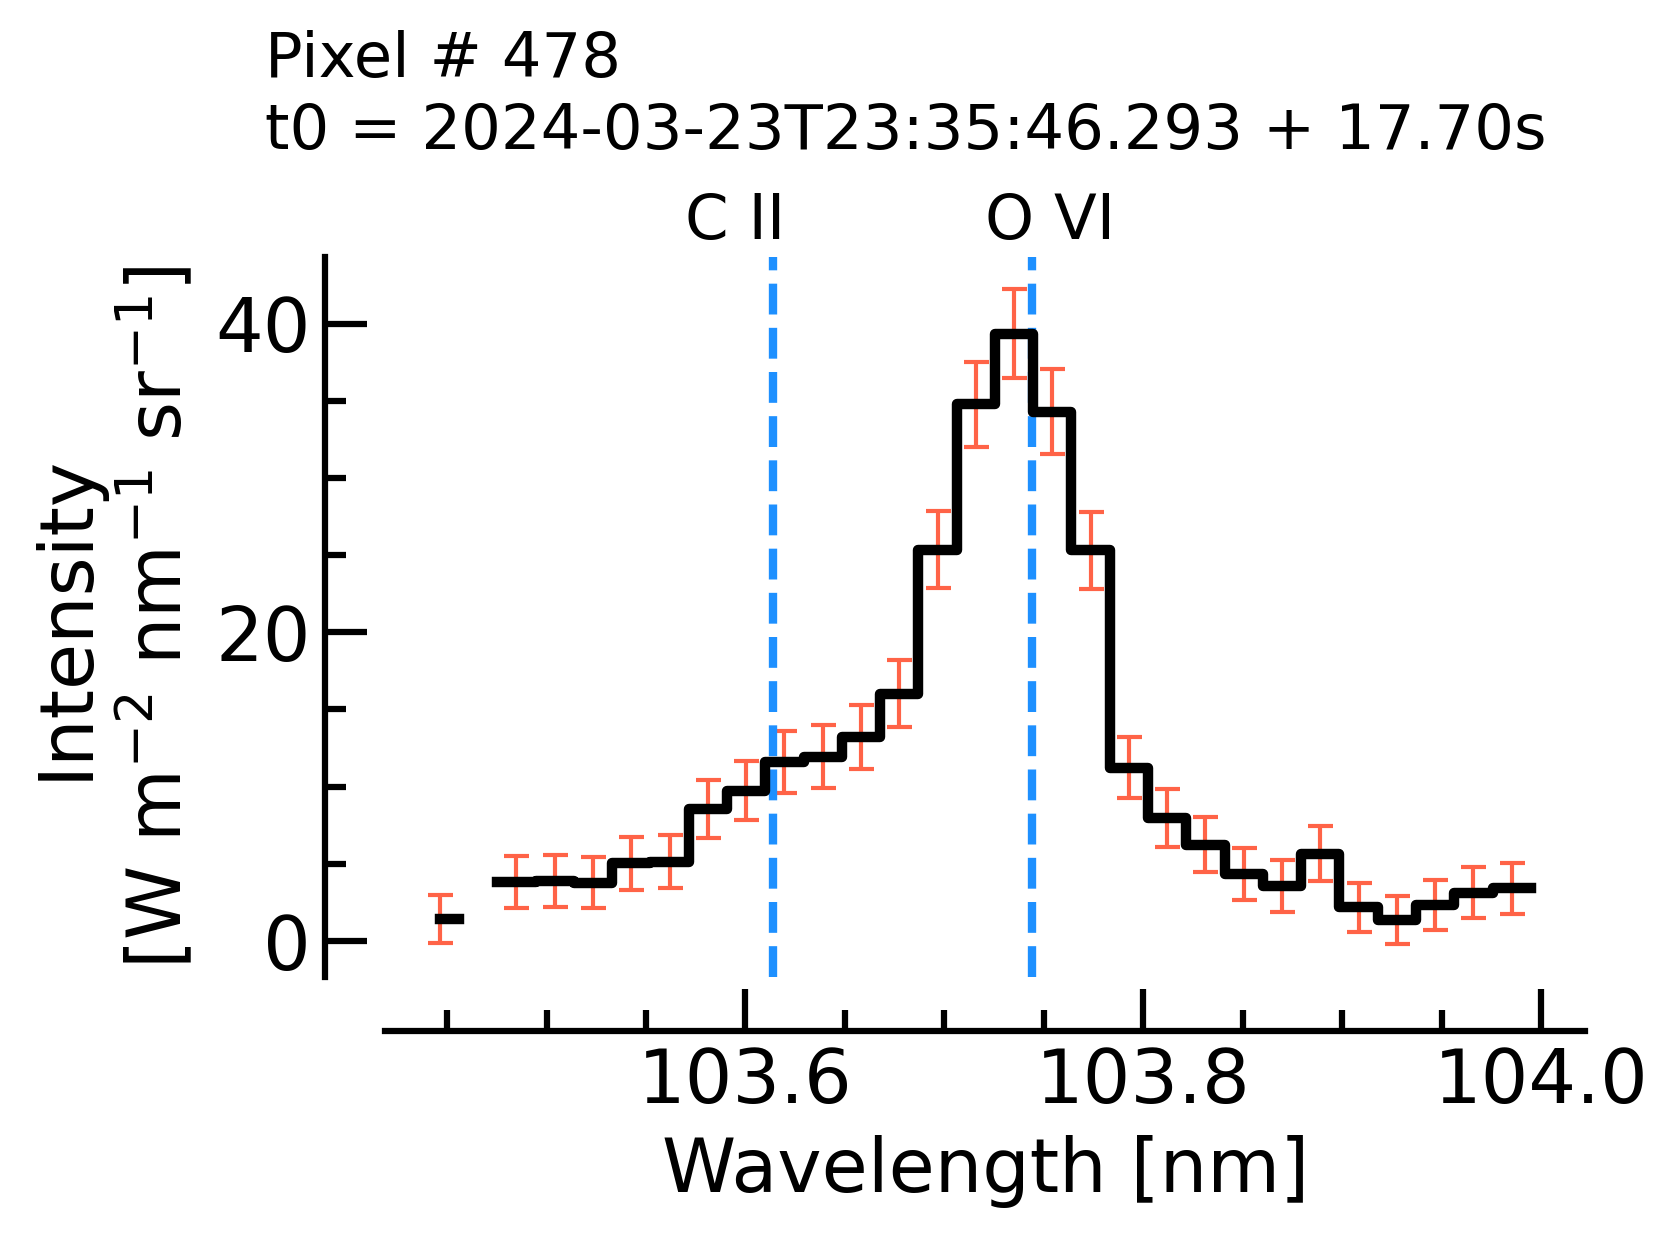 Pixel # 478
t0 = 2024-03-23T23:35:46.293 + 17.70s
C II
O VI
Intensity
[W m⁻² nm⁻¹ sr⁻¹]
40
20
0
103.6
103.8
104.0
Wavelength [nm]